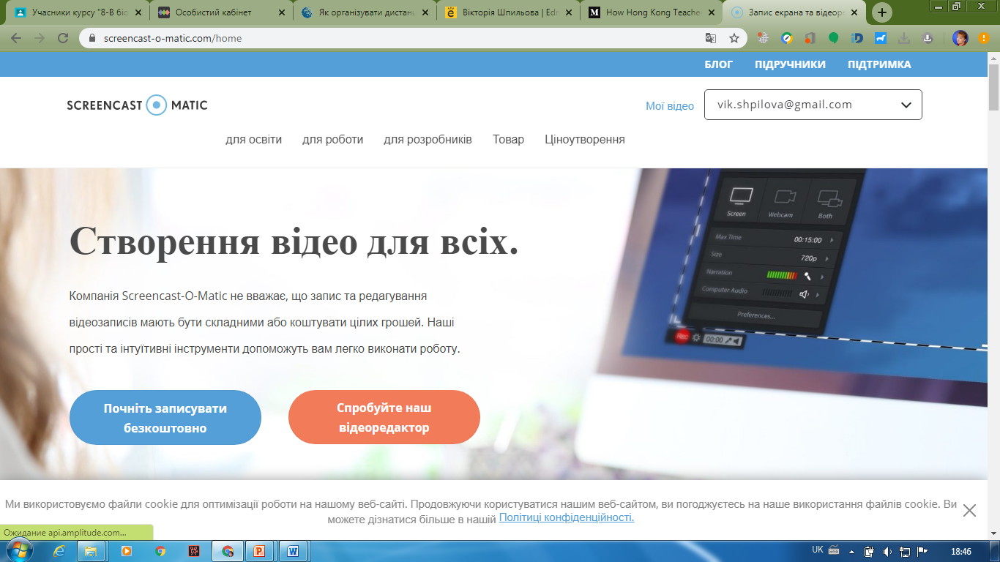 Учасники курсу "8-В біо
Особистий кабінет
Як організувати дистанц
Вікторія Шпильова | Edm
How Hong Kong Teache
Запис екрана та відеоре
screencast-o-matic.com/home
БЛОГ ПІДРУЧНИКИ ПІДТРИМКА
SCREENCAST O MATIC
Мої відео
vik.shpilova@gmail.com
для освіти для роботи для розробників Товар Ціноутворення
Створення відео для всіх.
Компанія Screencast-O-Matic не вважає, що запис та редагування
відеозаписів мають бути складними або коштувати цілих грошей. Наші
прості та інтуїтивні інструменти допоможуть вам легко виконати роботу.
Почніть записувати
безкоштовно
Спробуйте наш
відеоредактор
Screen Webcam Both
Max Time 00:15:00
Size 720p
Narration
Computer Audio
Preferences...
Rec 00:00
Ми використовуємо файли cookie для оптимізації роботи на нашому веб-сайті. Продовжуючи користуватися нашим веб-сайтом, ви погоджуєтесь на наше використання файлів cookie. Ви
можете дізнатися більше в нашій Політиці конфіденційності.
Ожидание api.amplitude.com...
UK
18:46